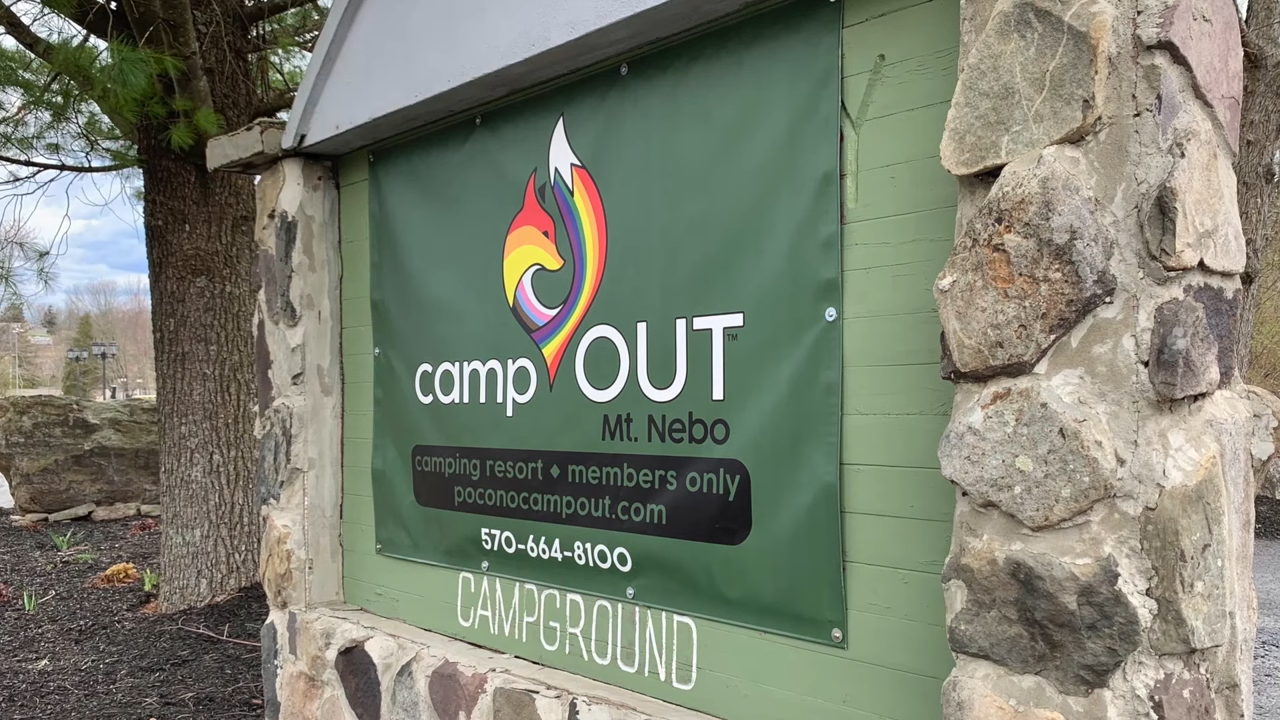 camp OUT™
Mt. Nebo
camping resort ◆ members only
poconocampout.com
570-664-8100
CAMPGROUND